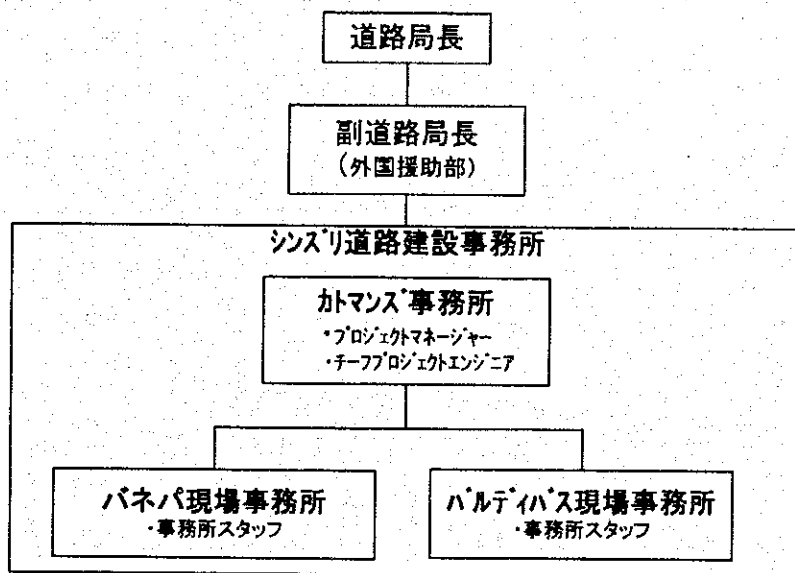 道路局長
副道路局長
(外国援助部)
シンズリ道路建設事務所
カトマンズ事務所
・プロジェクトマネージャー
・チーフプロジェクトエンジニア
バネパ現場事務所
・事務所スタッフ
バルディバス現場事務所
・事務所スタッフ